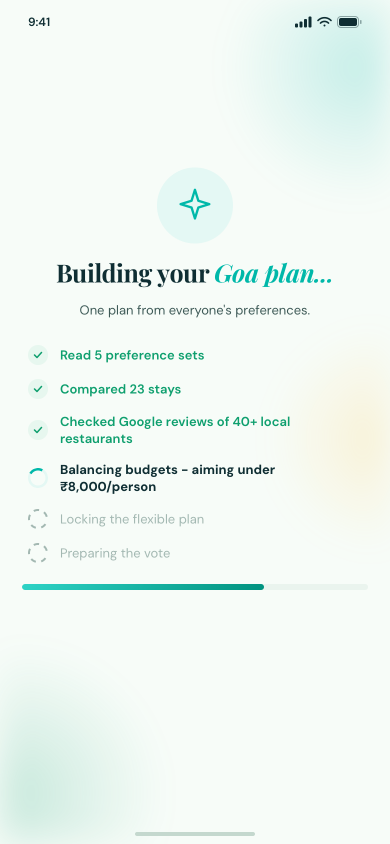 9:41
Building your Goa plan...
One plan from everyone's preferences.
Read 5 preference sets
Compared 23 stays
Checked Google reviews of 40+ local
restaurants
Balancing budgets - aiming under
₹8,000/person
Locking the flexible plan
Preparing the vote